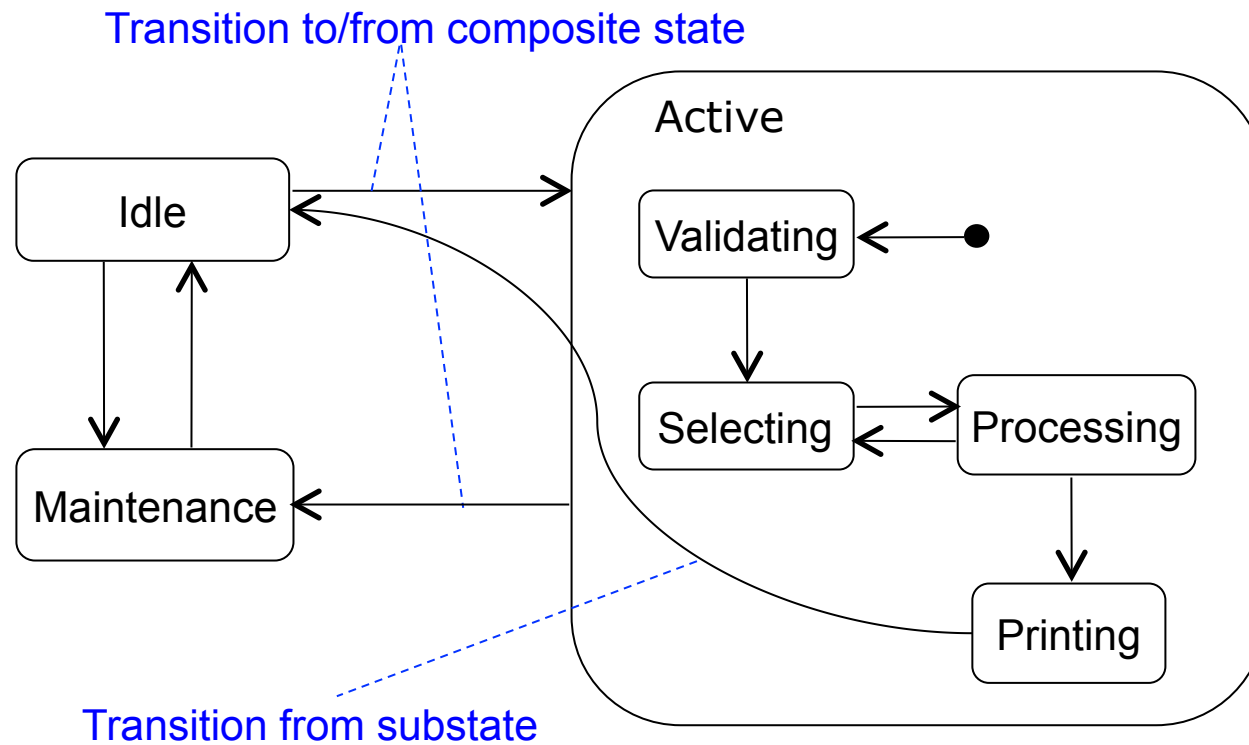 Transition to/from composite state
Active
Idle
Validating
Selecting
Processing
Maintenance
Printing
Transition from substate